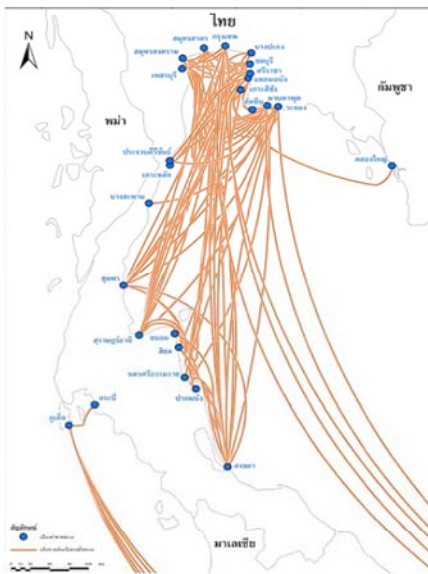 ไทย
N
สมุทรสาคร
กรุงเทพ
สมุทรสงคราม
บางปะกง
เพชรบุรี
ชลบุรี
ศรีราชา
แหลมฉบัง
เกาะสีชัง
สัตหีบ
มาบตาพุด
ระยอง
กัมพูชา
พม่า
คลองใหญ่
ประจวบคีรีขันธ์
เกาะหลัก
บางสะพาน
ชุมพร
สุราษฎร์ธานี
ขนอม
สิชล
นครศรีธรรมราช
ปากพนัง
กระบี่
ภูเก็ต
สงขลา
มาเลเซีย
สัญลักษณ์